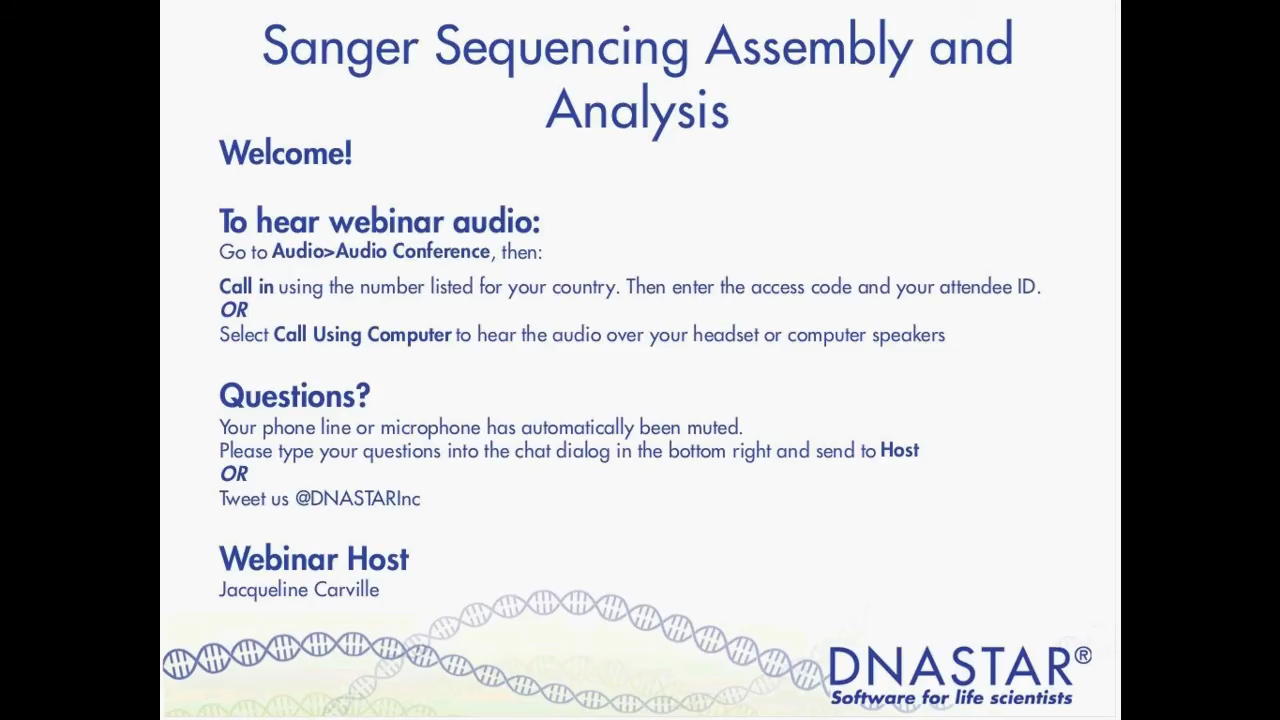 Sanger Sequencing Assembly and
Analysis
Welcome!
To hear webinar audio:
Go to Audio>Audio Conference, then:
Call in using the number listed for your country. Then enter the access code and your attendee ID.
OR
Select Call Using Computer to hear the audio over your headset or computer speakers
Questions?
Your phone line or microphone has automatically been muted.
Please type your questions into the chat dialog in the bottom right and send to Host
OR
Tweet us @DNASTARInc
Webinar Host
Jacqueline Carville
DNASTAR®
Software for life scientists